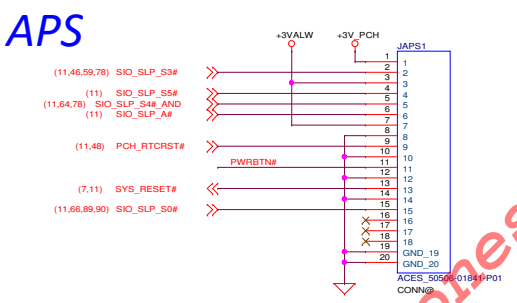 APS
+3VALW +3V_PCH
JAPS1
1 1
(11,46,59,78) SIO_SLP_S3# 2 2
3 3
(11) SIO_SLP_S5# 4 4
(11,64,78) SIO_SLP_S4#_AND 5 5
(11) SIO_SLP_A# 6 6
7 7
8 8
(11,48) PCH_RTCRST# 9 9
10 10
PWRBTN# 11 11
12 12
(7,11) SYS_RESET# 13 13
14 14
(11,66,89,90) SIO_SLP_S0# 15 15
16 16
17 17
18 18
19 GND_19
20 GND_20
ACES_50506-01841-P01
CONN@
ones